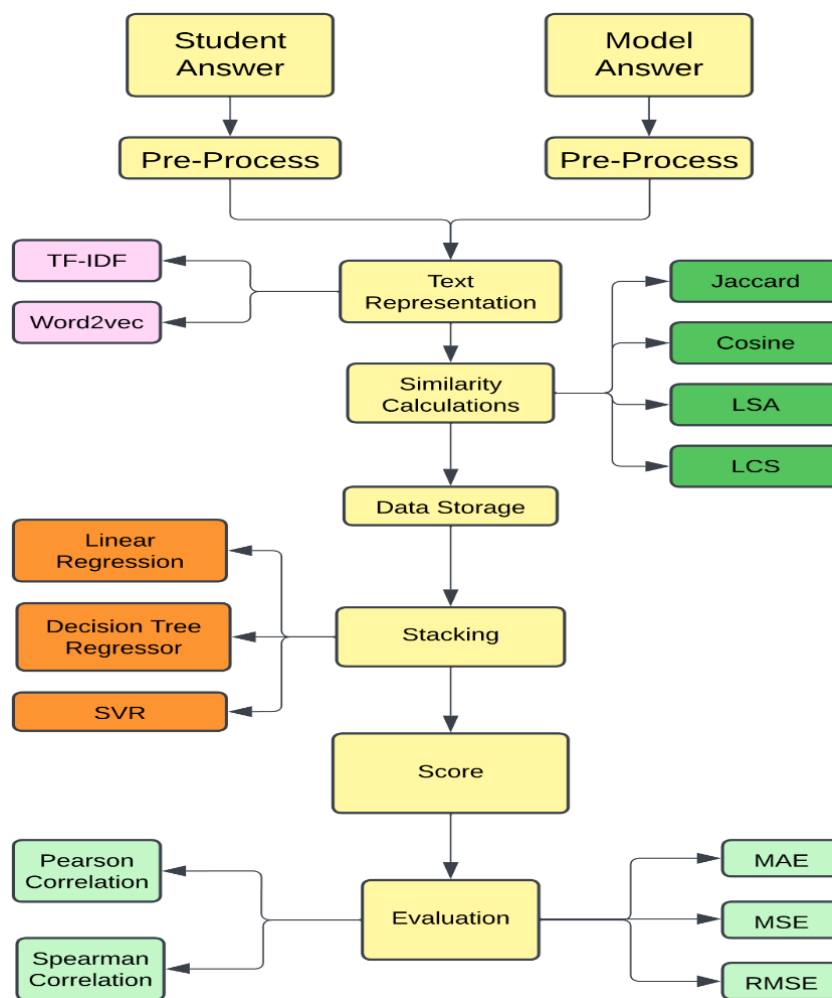 Student
Answer
Model
Answer
Pre-Process
Pre-Process
TF-IDF
Word2vec
Text
Representation
Jaccard
Cosine
LSA
LCS
Similarity
Calculations
Data Storage
Linear
Regression
Decision Tree
Regressor
SVR
Stacking
Score
Pearson
Correlation
Spearman
Correlation
Evaluation
MAE
MSE
RMSE